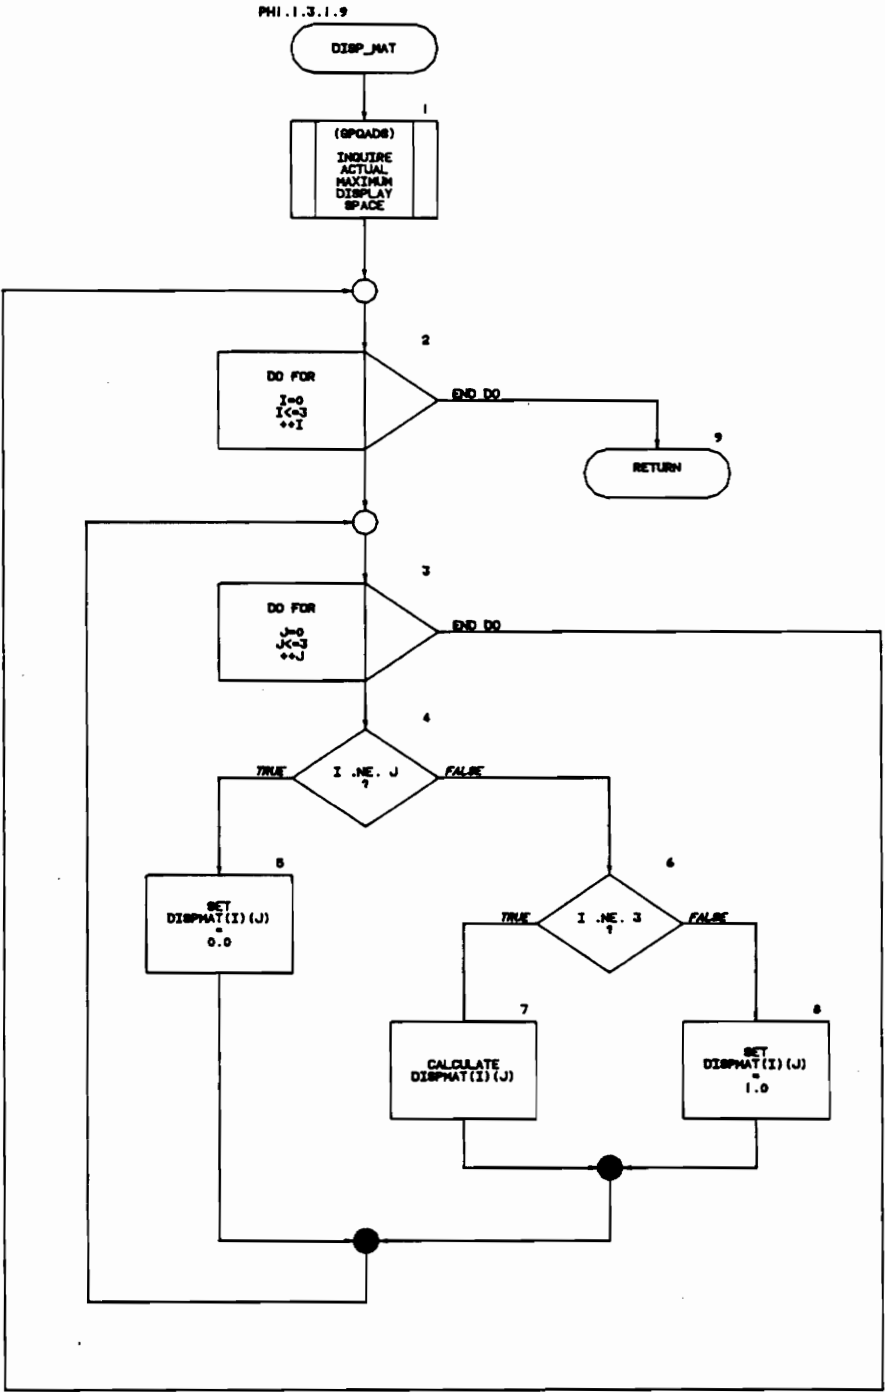 PH1.1.3.1.9
DISP_MAT
1
(GPQADS)
INQUIRE
ACTUAL
MAXIMUM
DISPLAY
SPACE
2
DO FOR
I=0
I<=3
++I
END DO
9
RETURN
3
DO FOR
J=0
J<=3
++J
END DO
4
I .NE. J
?
TRUE
FALSE
5
SET
DISPMAT(I)(J)
=
0.0
6
I .NE. 3
?
TRUE
FALSE
7
CALCULATE
DISPMAT(I)(J)
8
SET
DISPMAT(I)(J)
=
1.0